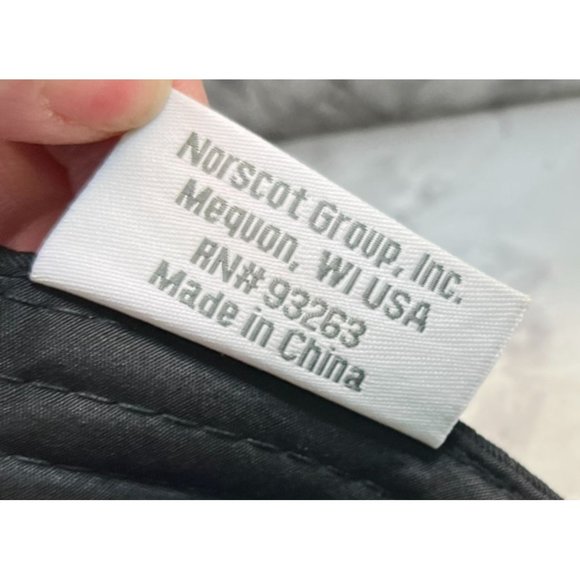 Norscot Group, Inc.
Mequon, WI USA
RN# 93263
Made in China